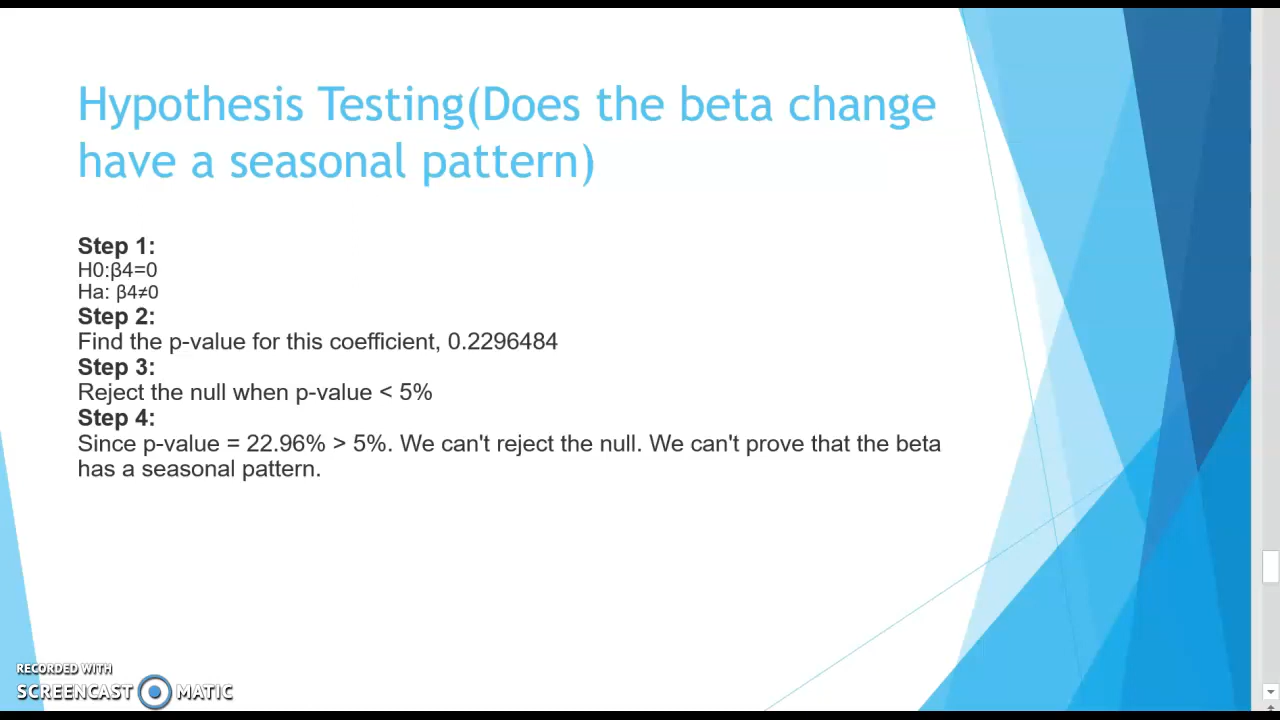 Hypothesis Testing(Does the beta change
have a seasonal pattern)
Step 1:
H0:β4=0
Ha: β4≠0
Step 2:
Find the p-value for this coefficient, 0.2296484
Step 3:
Reject the null when p-value < 5%
Step 4:
Since p-value = 22.96% > 5%. We can't reject the null. We can't prove that the beta
has a seasonal pattern.
RECORDED WITH
SCREENCAST MATIC